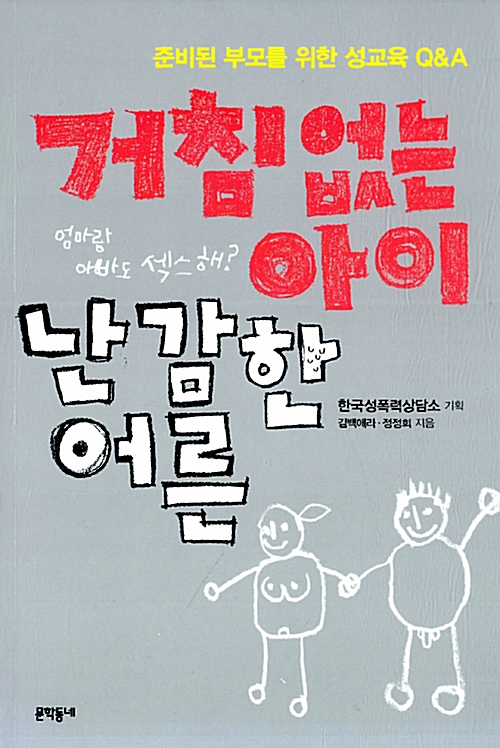 준비된 부모를 위한 성교육 Q&A
거침없는
아이
엄마랑
아빠도 섹스해?
난감한
어른
한국성폭력상담소 기획
김백애라·정정희 지음
문학동네